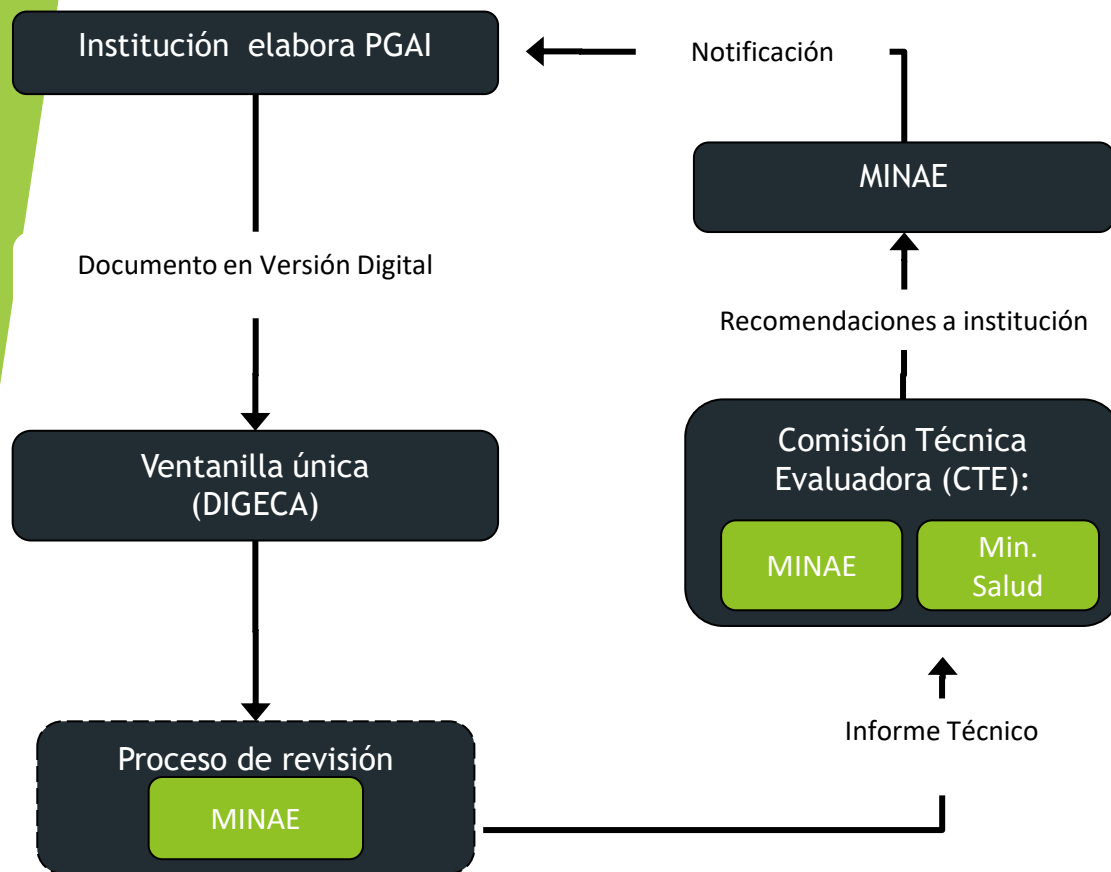 Institución elabora PGAI
Documento en Versión Digital
Ventanilla única
(DIGECA)
Proceso de revisión
MINAE
Informe Técnico
Comisión Técnica
Evaluadora (CTE):
MINAE
Min.
Salud
Recomendaciones a institución
MINAE
Notificación